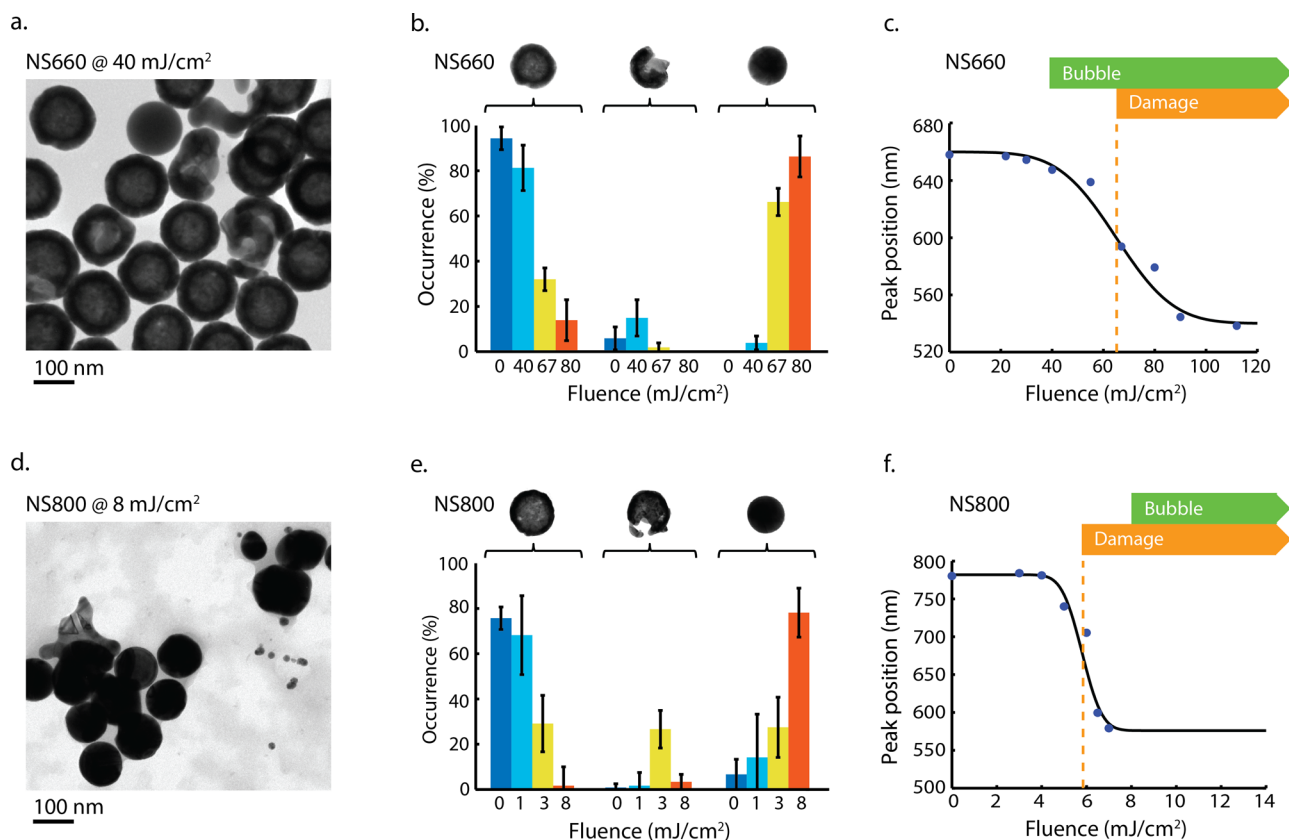 a.
NS660 @ 40 mJ/cm²
100 nm
b.
NS660
100
80
60
40
20
0
Occurrence (%)
0 40 67 80 0 40 67 80 0 40 67 80
Fluence (mJ/cm²)
c.
NS660
Bubble
Damage
680
640
600
560
520
Peak position (nm)
0 20 40 60 80 100 120
Fluence (mJ/cm²)
d.
NS800 @ 8 mJ/cm²
100 nm
e.
NS800
100
80
60
40
20
0
Occurrence (%)
0 1 3 8 0 1 3 8 0 1 3 8
Fluence (mJ/cm²)
f.
NS800
Bubble
Damage
800
750
700
650
600
550
500
Peak position (nm)
0 2 4 6 8 10 12 14
Fluence (mJ/cm²)